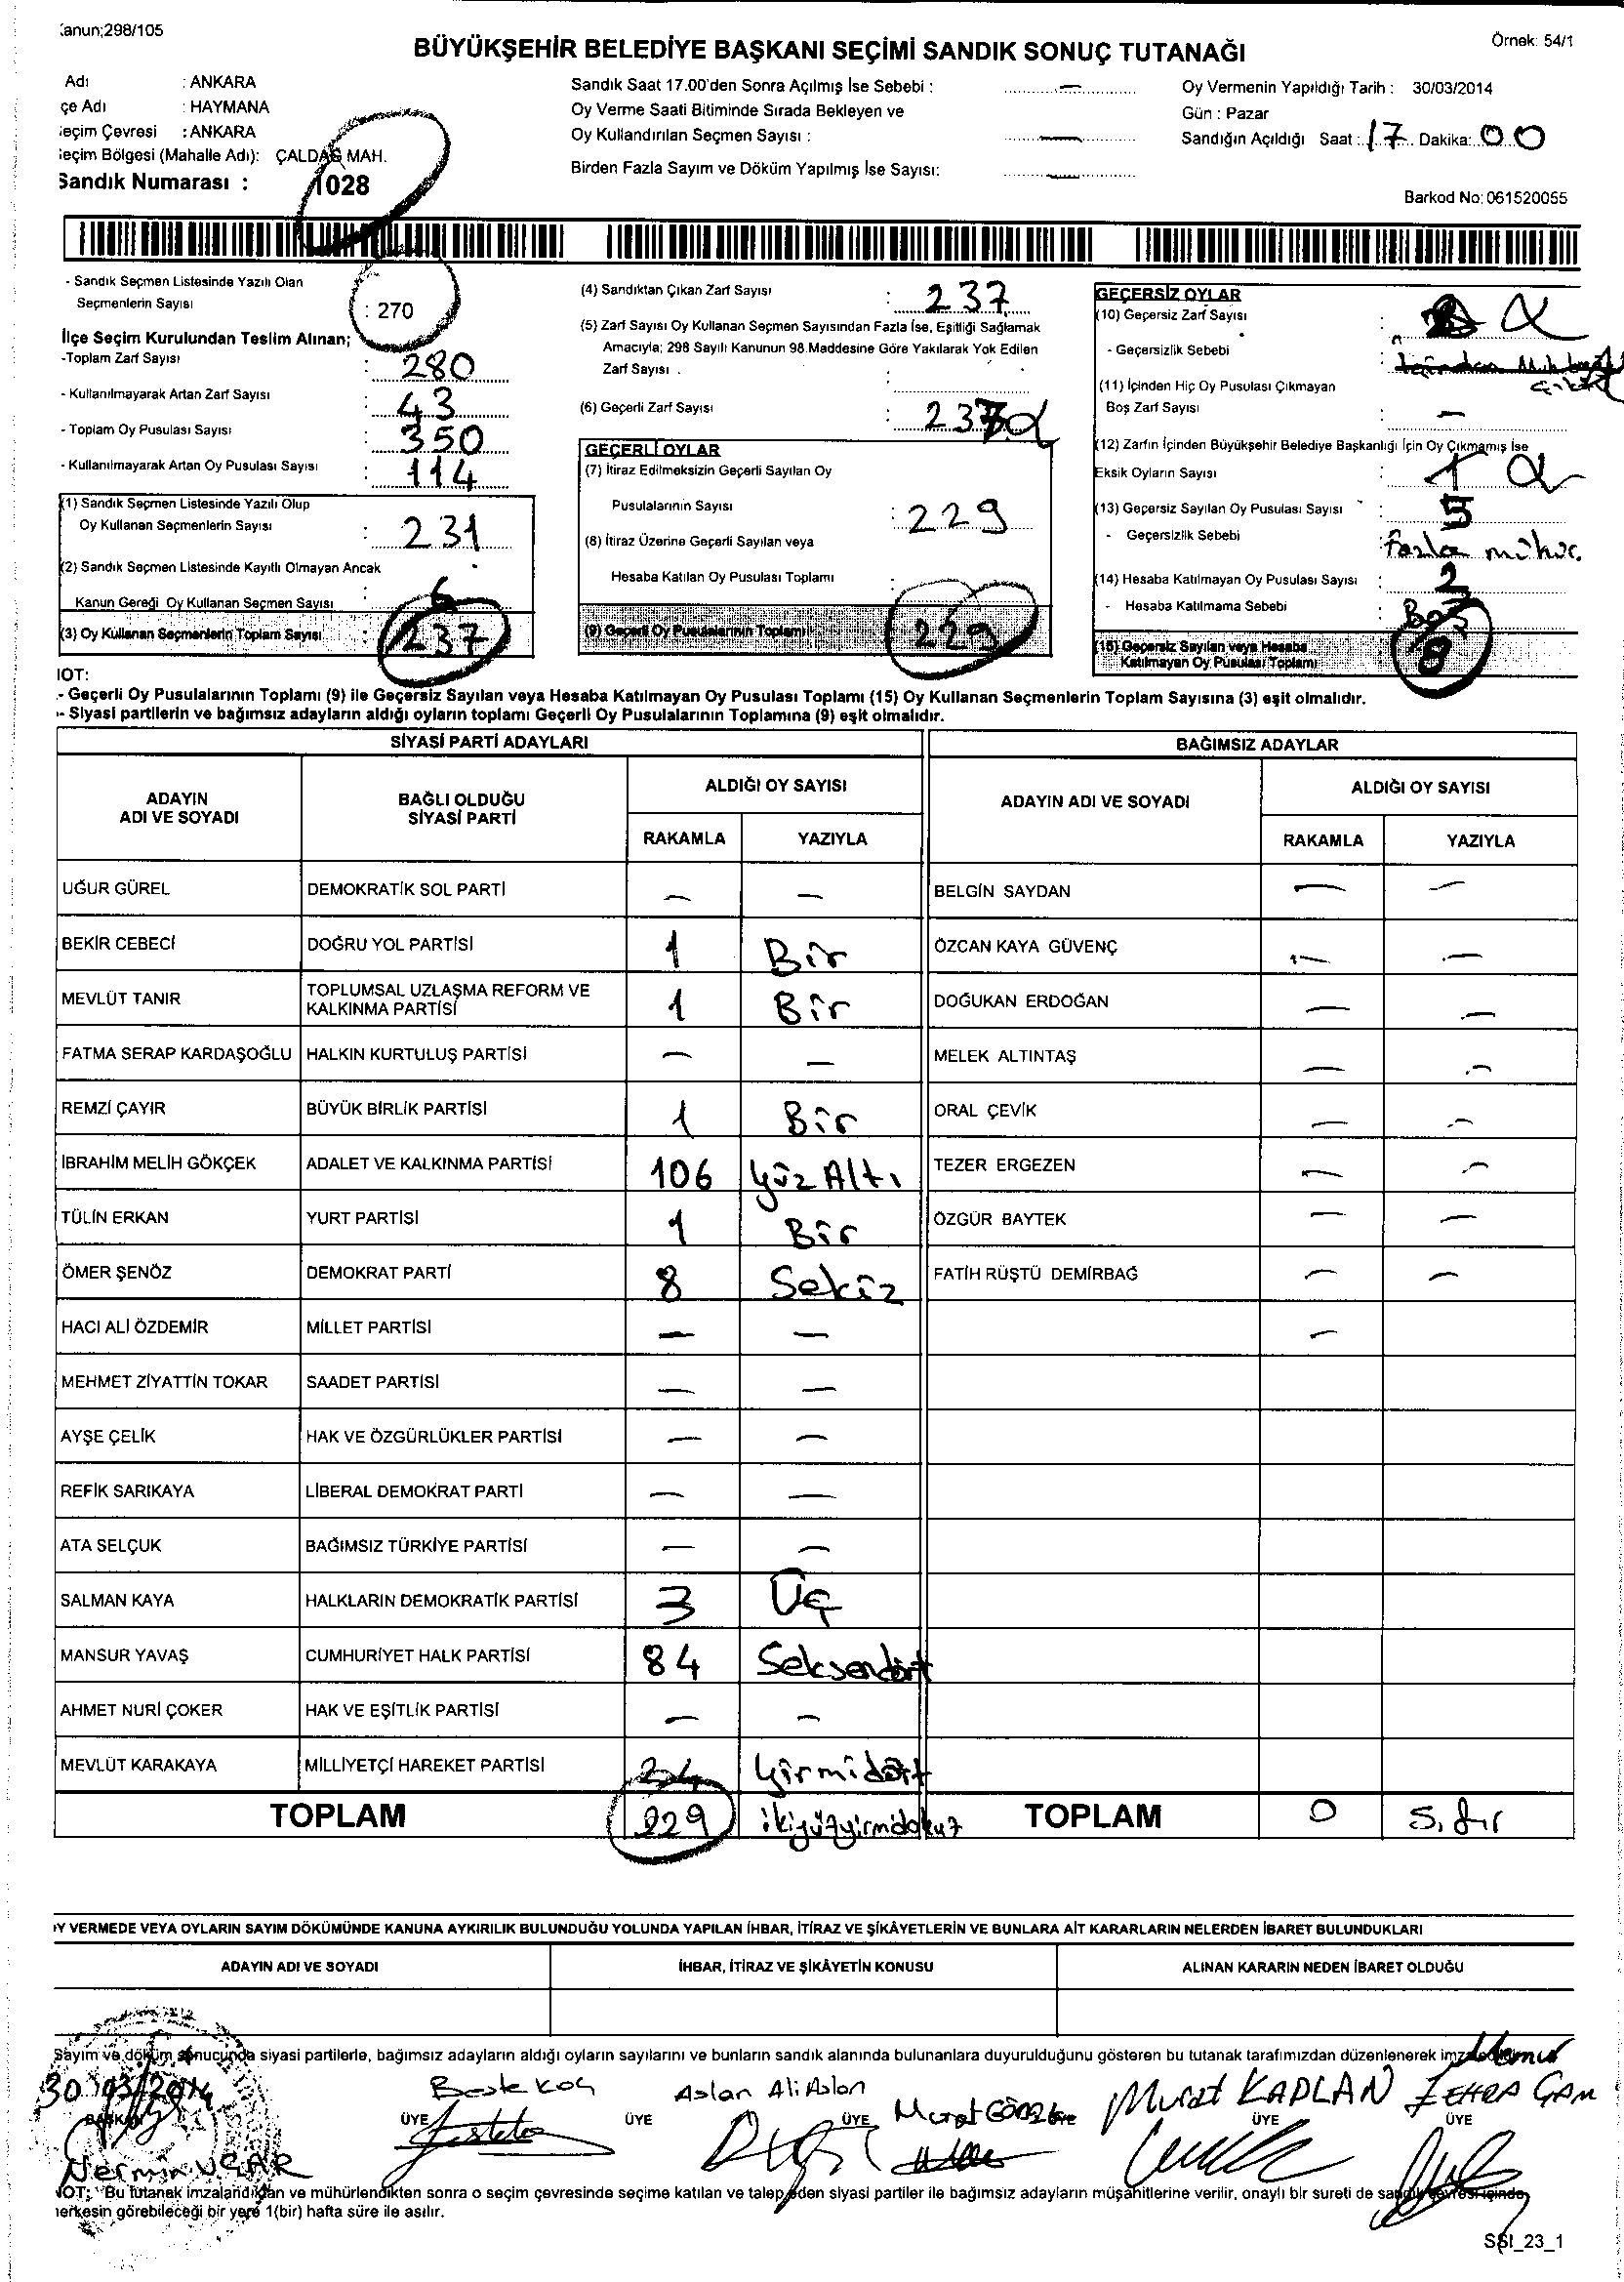 Kanun;298/105
Örnek: 54/1
BÜYÜKŞEHİR BELEDİYE BAŞKANI SEÇİMİ SANDIK SONUÇ TUTANAĞI
Adı : ANKARA
çe Adı : HAYMANA
eçim Çevresi : ANKARA
eçim Bölgesi (Mahalle Adı): ÇALDAĞ MAH.
Sandık Numarası : 1028
Sandık Saat 17.00'den Sonra Açılmış İse Sebebi : —
Oy Verme Saati Bitiminde Sırada Bekleyen ve
Oy Kullandırılan Seçmen Sayısı : —
Birden Fazla Sayım ve Döküm Yapılmış İse Sayısı: —
Oy Vermenin Yapıldığı Tarih : 30/03/2014
Gün : Pazar
Sandığın Açıldığı Saat : 17 Dakika: 00
Barkod No: 061520055
- Sandık Seçmen Listesinde Yazılı Olan
Seçmenlerin Sayısı : 270
İlçe Seçim Kurulundan Teslim Alınan;
-Toplam Zarf Sayısı : 280
- Kullanılmayarak Artan Zarf Sayısı : 43
- Toplam Oy Pusulası Sayısı : 350
- Kullanılmayarak Artan Oy Pusulası Sayısı : 114
(1) Sandık Seçmen Listesinde Yazılı Olup
Oy Kullanan Seçmenlerin Sayısı : 231
(2) Sandık Seçmen Listesinde Kayıtlı Olmayan Ancak
Kanun Gereği Oy Kullanan Seçmen Sayısı : 6
(3) Oy Kullanan Seçmenlerin Toplam Sayısı : 237
(4) Sandıktan Çıkan Zarf Sayısı : 237
(5) Zarf Sayısı Oy Kullanan Seçmen Sayısından Fazla İse, Eşitliği Sağlamak
Amacıyla; 298 Sayılı Kanunun 98.Maddesine Göre Yakılarak Yok Edilen
Zarf Sayısı :
(6) Geçerli Zarf Sayısı : 237
GEÇERLİ OYLAR
(7) İtiraz Edilmeksizin Geçerli Sayılan Oy
Pusulalarının Sayısı : 229
(8) İtiraz Üzerine Geçerli Sayılan veya
Hesaba Katılan Oy Pusulası Toplamı :
(9) Geçerli Oy Pusulalarının Toplamı : 229
GEÇERSİZ OYLAR
(10) Geçersiz Zarf Sayısı :
- Geçersizlik Sebebi :
(11) İçinden Hiç Oy Pusulası Çıkmayan
Boş Zarf Sayısı : —
(12) Zarfın İçinden Büyükşehir Belediye Başkanlığı İçin Oy Çıkmamış İse
Eksik Oyların Sayısı : 1
(13) Geçersiz Sayılan Oy Pusulası Sayısı : 5
- Geçersizlik Sebebi : Fazla mühür.
(14) Hesaba Katılmayan Oy Pusulası Sayısı : 2
- Hesaba Katılmama Sebebi : Boş
(15) Geçersiz Sayılan veya Hesaba
Katılmayan Oy Pusulası Toplamı : 8
NOT:
- Geçerli Oy Pusulalarının Toplamı (9) ile Geçersiz Sayılan veya Hesaba Katılmayan Oy Pusulası Toplamı (15) Oy Kullanan Seçmenlerin Toplam Sayısına (3) eşit olmalıdır.
- Siyasi partilerin ve bağımsız adayların aldığı oyların toplamı Geçerli Oy Pusulalarının Toplamına (9) eşit olmalıdır.
SİYASİ PARTİ ADAYLARI BAĞIMSIZ ADAYLAR
ADAYIN ADI VE SOYADI BAĞLI OLDUĞU SİYASİ PARTİ ALDIĞI OY SAYISI ADAYIN ADI VE SOYADI ALDIĞI OY SAYISI
RAKAMLA YAZIYLA RAKAMLA YAZIYLA
UĞUR GÜREL DEMOKRATİK SOL PARTİ — — BELGİN SAYDAN — —
BEKİR CEBECİ DOĞRU YOL PARTİSİ 1 Bir ÖZCAN KAYA GÜVENÇ — —
MEVLÜT TANIR TOPLUMSAL UZLAŞMA REFORM VE KALKINMA PARTİSİ 1 Bir DOĞUKAN ERDOĞAN — —
FATMA SERAP KARDAŞOĞLU HALKIN KURTULUŞ PARTİSİ — — MELEK ALTINTAŞ — —
REMZİ ÇAYIR BÜYÜK BİRLİK PARTİSİ 1 Bir ORAL ÇEVİK — —
İBRAHİM MELİH GÖKÇEK ADALET VE KALKINMA PARTİSİ 106 yüz Altı TEZER ERGEZEN — —
TÜLİN ERKAN YURT PARTİSİ 1 Bir ÖZGÜR BAYTEK — —
ÖMER ŞENÖZ DEMOKRAT PARTİ 8 Sekiz FATİH RÜŞTÜ DEMİRBAĞ — —
HACI ALİ ÖZDEMİR MİLLET PARTİSİ — — —
MEHMET ZİYATTİN TOKAR SAADET PARTİSİ — —
AYŞE ÇELİK HAK VE ÖZGÜRLÜKLER PARTİSİ — —
REFİK SARIKAYA LİBERAL DEMOKRAT PARTİ — —
ATA SELÇUK BAĞIMSIZ TÜRKİYE PARTİSİ — —
SALMAN KAYA HALKLARIN DEMOKRATİK PARTİSİ 3 Üç
MANSUR YAVAŞ CUMHURİYET HALK PARTİSİ 84 Seksendört
AHMET NURİ ÇOKER HAK VE EŞİTLİK PARTİSİ — —
MEVLÜT KARAKAYA MİLLİYETÇİ HAREKET PARTİSİ 24 yirmidört
TOPLAM 229 ikiyüzyirmidokuz TOPLAM 0 Sıfır
OY VERMEDE VEYA OYLARIN SAYIM DÖKÜMÜNDE KANUNA AYKIRILIK BULUNDUĞU YOLUNDA YAPILAN İHBAR, İTİRAZ VE ŞİKÂYETLERİN VE BUNLARA AİT KARARLARIN NELERDEN İBARET BULUNDUKLARI
ADAYIN ADI VE SOYADI İHBAR, İTİRAZ VE ŞİKÂYETİN KONUSU ALINAN KARARIN NEDEN İBARET OLDUĞU
Sayım ve döküm sonucunda siyasi partilerle, bağımsız adayların aldığı oyların sayılarını ve bunların sandık alanında bulunanlara duyurulduğunu gösteren bu tutanak tarafımızdan düzenlenerek
30/03/2014 Beste Koç Aslan Ali Aslan Murat KAPLAN ZEHRA ÇAM
BAŞKAN ÜYE ÜYE ÜYE ÜYE ÜYE
Nermin UÇAR
NOT: Bu tutanak imzalandıktan ve mühürlendikten sonra o seçim çevresinde seçime katılan ve talep eden siyasi partiler ile bağımsız adayların müşahitlerine verilir, onaylı bir sureti de sandık çevresi içinde
herkesin görebileceği bir yere 1(bir) hafta süre ile asılır.
SSI_23_1